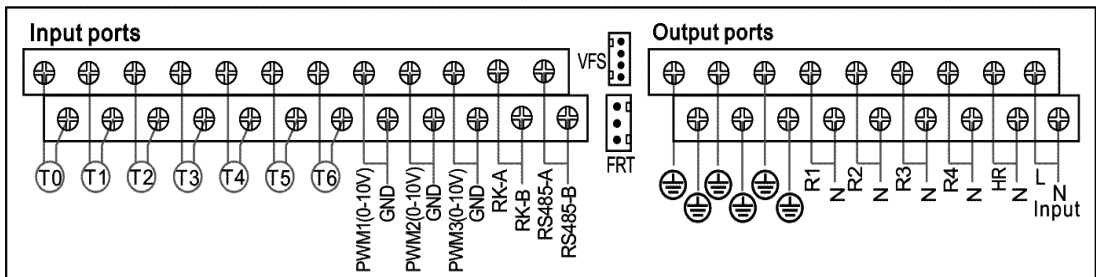 Input ports
VFS
Output ports
FRT
T0
T1
T2
T3
T4
T5
T6
PWM1(0-10V)
GND
PWM2(0-10V)
GND
PWM3(0-10V)
GND
RK-A
RK-B
RS485-A
RS485-B
R1
N
R2
N
R3
N
R4
N
HR
N
L
N
Input